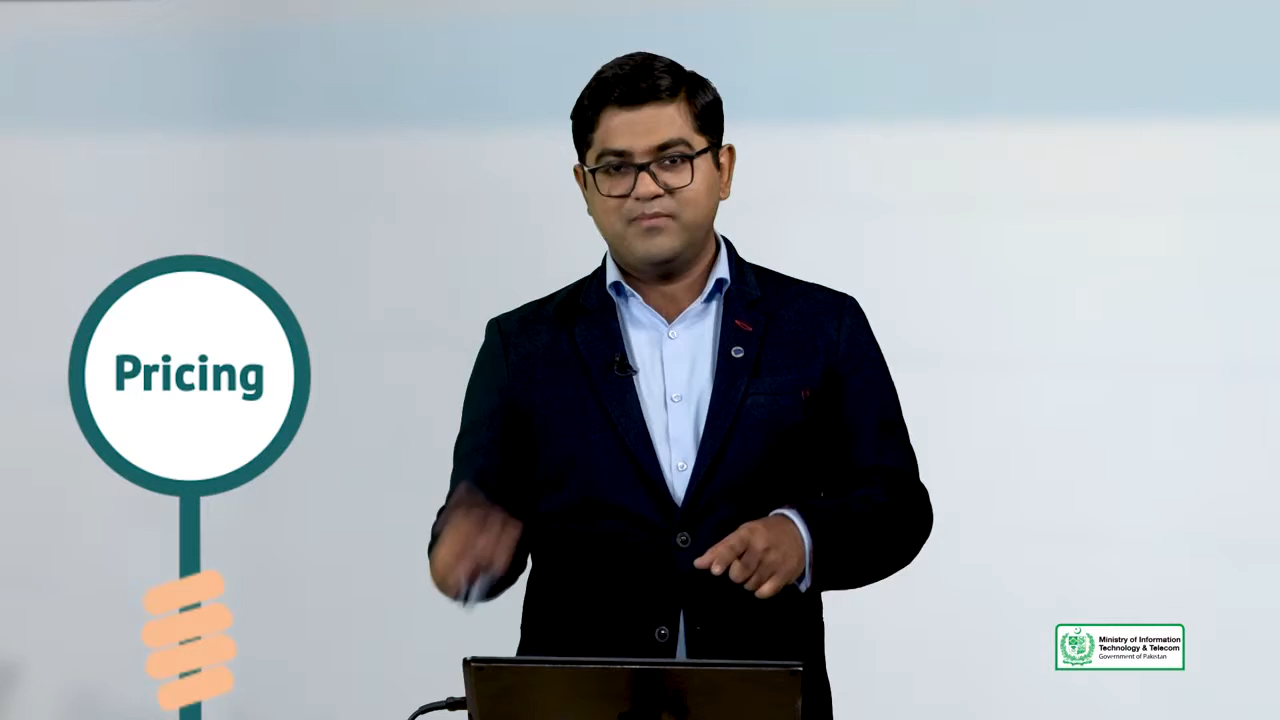 Pricing
Ministry of Information
Technology & Telecom
Government of Pakistan